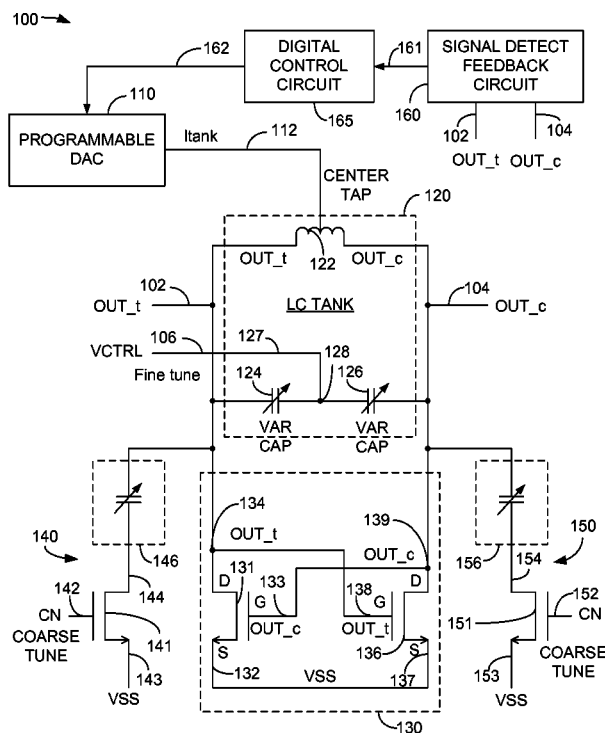 100
162
DIGITAL
CONTROL
CIRCUIT
165
161
SIGNAL DETECT
FEEDBACK
CIRCUIT
160
110
PROGRAMMABLE
DAC
Itank
112
102
104
OUT_t
OUT_c
CENTER
TAP
120
122
OUT_t
OUT_c
102
OUT_t
LC TANK
104
OUT_c
106
127
VCTRL
Fine tune
124
128
126
VAR
CAP
VAR
CAP
134
139
140
146
OUT_t
OUT_c
156
154
150
142
144
D
131
133
138
D
152
CN
G
G
151
CN
COARSE
TUNE
141
OUT_c
OUT_t
136
COARSE
TUNE
143
S
132
VSS
S
137
153
VSS
VSS
130